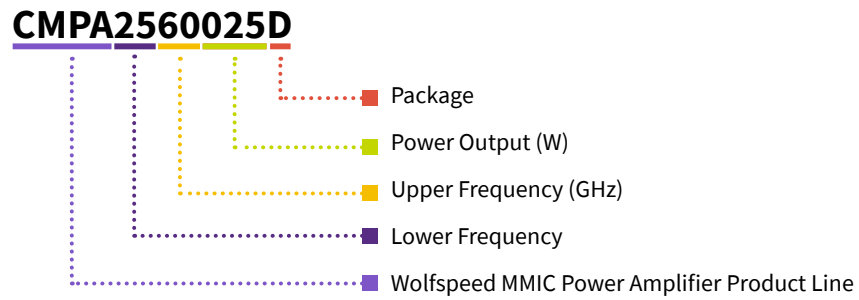 CMPA2560025D
Package
Power Output (W)
Upper Frequency (GHz)
Lower Frequency
Wolfspeed MMIC Power Amplifier Product Line